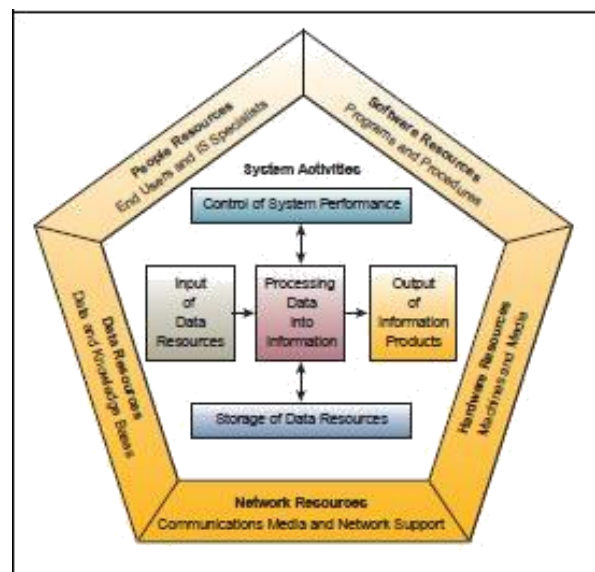 People Resources
End Users and IS Specialists
Software Resources
Programs and Procedures
System Activities
Control of System Performance
Input
of
Data
Resources
Processing
Data
into
Information
Output
of
Information
Products
Storage of Data Resources
Data Resources
Data and Knowledge Bases
Hardware Resources
Machines and Media
Network Resources
Communications Media and Network Support